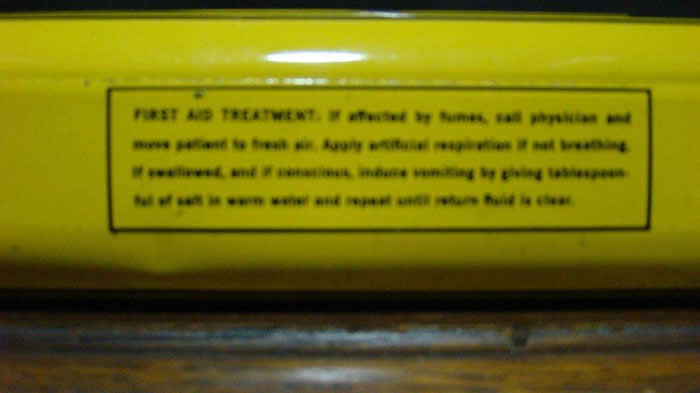 FIRST AID TREATMENT: If affected by fumes, call physician and
move patient to fresh air. Apply artificial respiration if not breathing.
If swallowed, and if conscious, induce vomiting by giving tablespoon-
ful of salt in warm water and repeat until return fluid is clear.